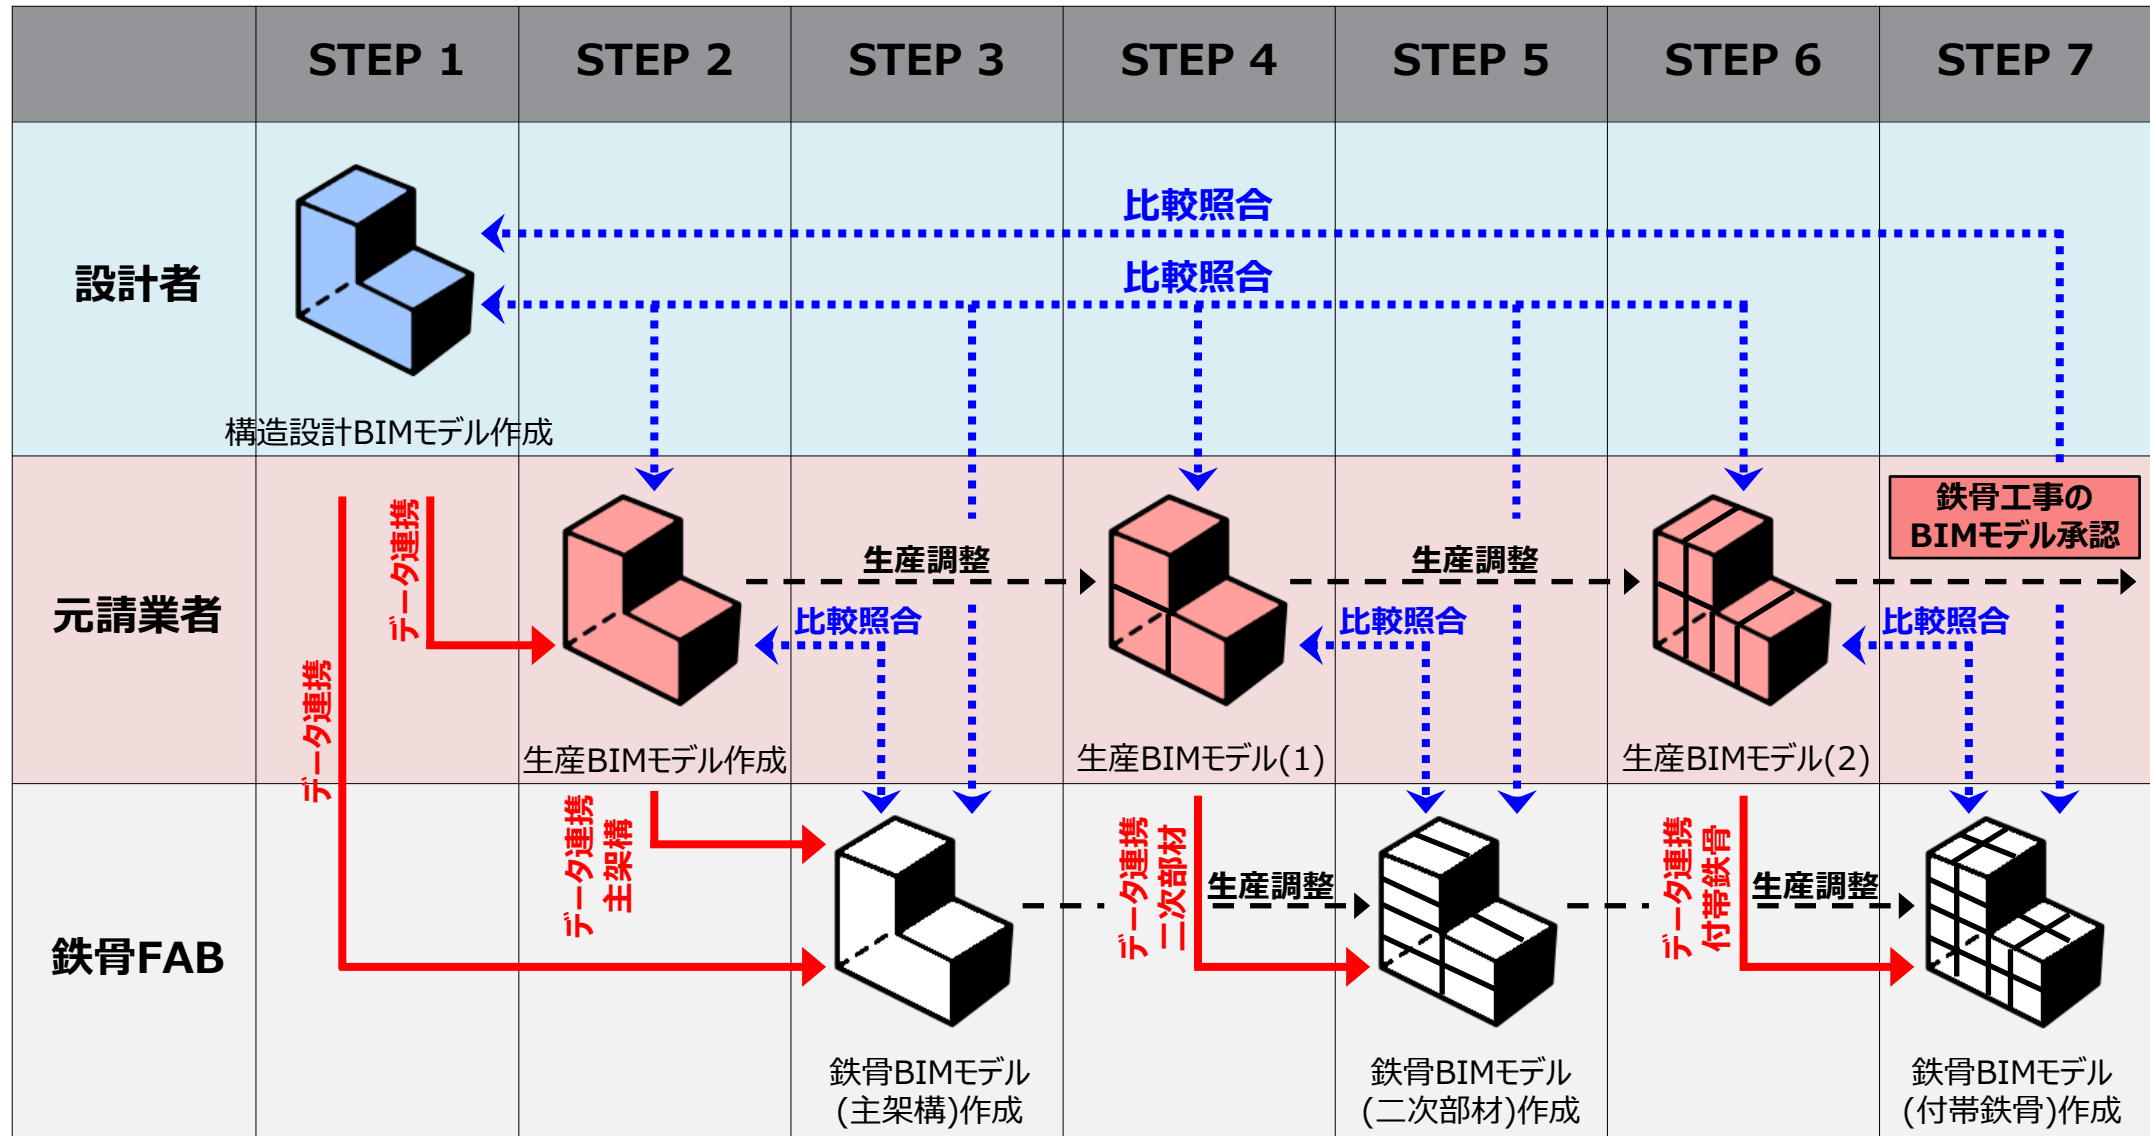 STEP 1
STEP 2
STEP 3
STEP 4
STEP 5
STEP 6
STEP 7
設計者
比較照合
比較照合
構造設計BIMモデル作成
元請業者
データ連携
データ連携
生産調整
生産調整
鉄骨工事の
BIMモデル承認
比較照合
比較照合
比較照合
生産BIMモデル作成
生産BIMモデル(1)
生産BIMモデル(2)
鉄骨FAB
データ連携
主架構
データ連携
二次部材
生産調整
データ連携
付帯鉄骨
生産調整
鉄骨BIMモデル
(主架構)作成
鉄骨BIMモデル
(二次部材)作成
鉄骨BIMモデル
(付帯鉄骨)作成